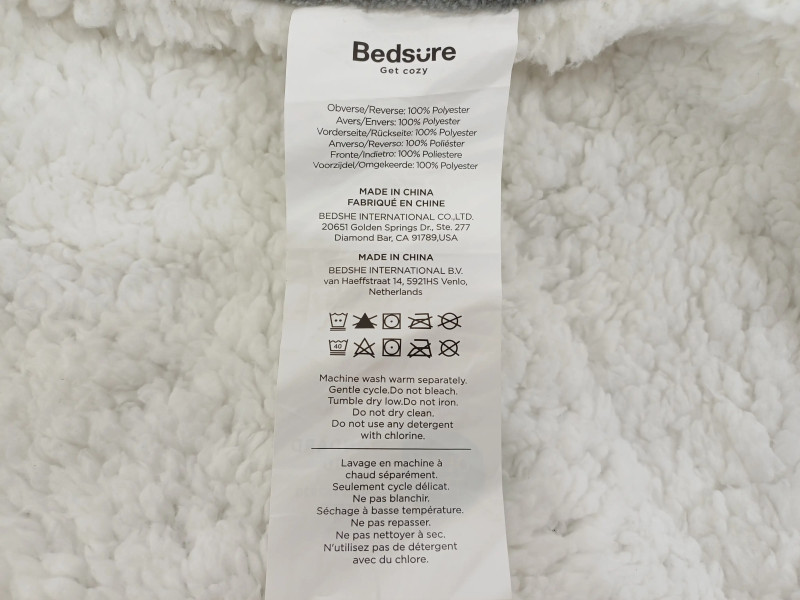 Bedsure
Get cozy
Obverse/Reverse: 100% Polyester
Avers/Envers: 100% Polyester
Vorderseite/Rückseite: 100% Polyester
Anverso/Reverso: 100% Poliéster
Fronte/Indietro: 100% Poliestere
Voorzijdel/Omgekeerde: 100% Polyester
MADE IN CHINA
FABRIQUÉ EN CHINE
BEDSHE INTERNATIONAL CO.,LTD.
20651 Golden Springs Dr., Ste. 277
Diamond Bar, CA 91789,USA
MADE IN CHINA
BEDSHE INTERNATIONAL B.V.
van Haeffstraat 14, 5921HS Venlo,
Netherlands
40
Machine wash warm separately.
Gentle cycle.Do not bleach.
Tumble dry low.Do not iron.
Do not dry clean.
Do not use any detergent
with chlorine.
Lavage en machine à
chaud séparément.
Seulement cycle délicat.
Ne pas blanchir.
Séchage à basse température.
Ne pas repasser.
Ne pas nettoyer à sec.
N'utilisez pas de détergent
avec du chlore.